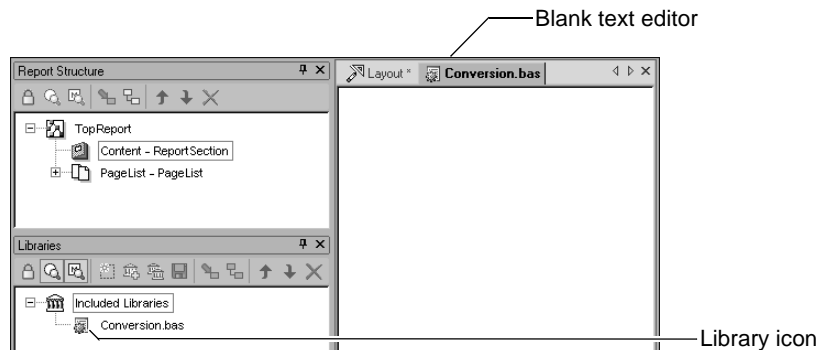 Blank text editor
Report Structure
Layout *
Conversion.bas
TopReport
Content - ReportSection
PageList - PageList
Libraries
Included Libraries
Conversion.bas
Library icon